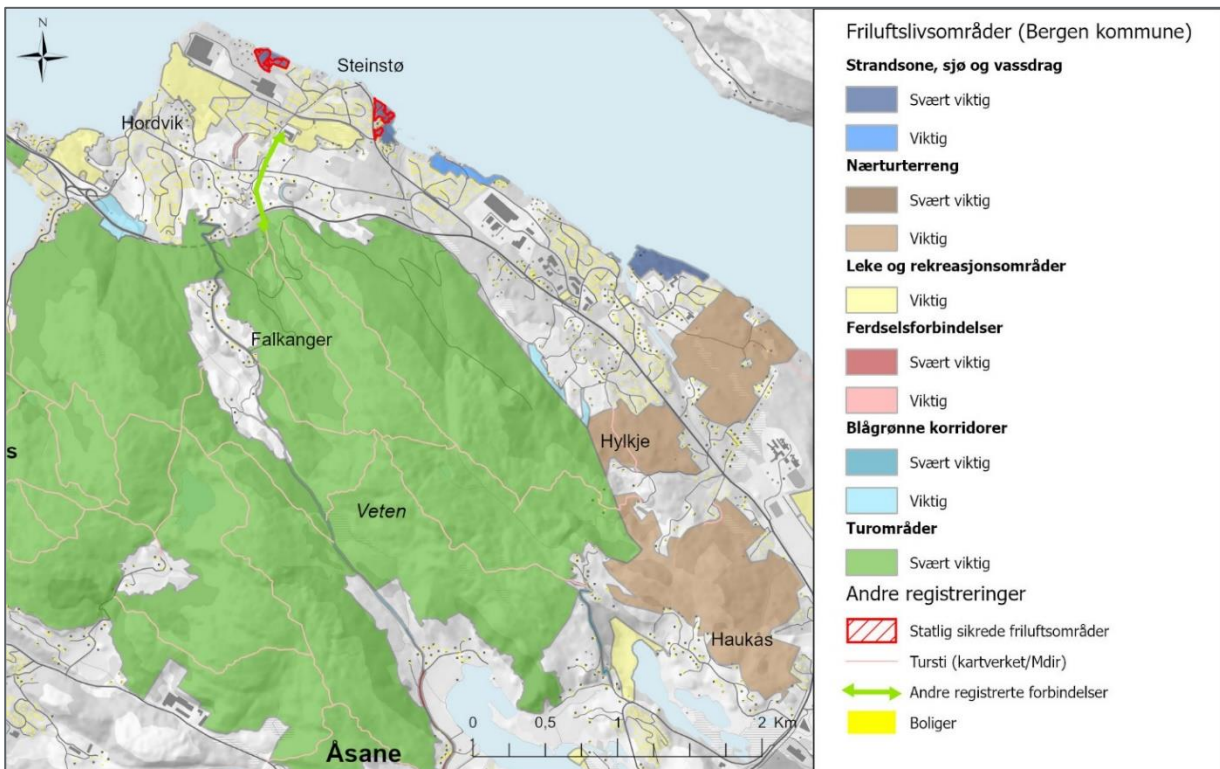 N
Steinstø
Hordvik
Falkanger
Hylkje
s
Veten
Haukås
Åsane
0 0,5 1 2 Km
Friluftslivsområder (Bergen kommune)
Strandsone, sjø og vassdrag
Svært viktig
Viktig
Nærturterreng
Svært viktig
Viktig
Leke og rekreasjonsområder
Viktig
Ferdselsforbindelser
Svært viktig
Viktig
Blågrønne korridorer
Svært viktig
Viktig
Turområder
Svært viktig
Andre registreringer
Statlig sikrede friluftsområder
Tursti (kartverket/Mdir)
Andre registrerte forbindelser
Boliger